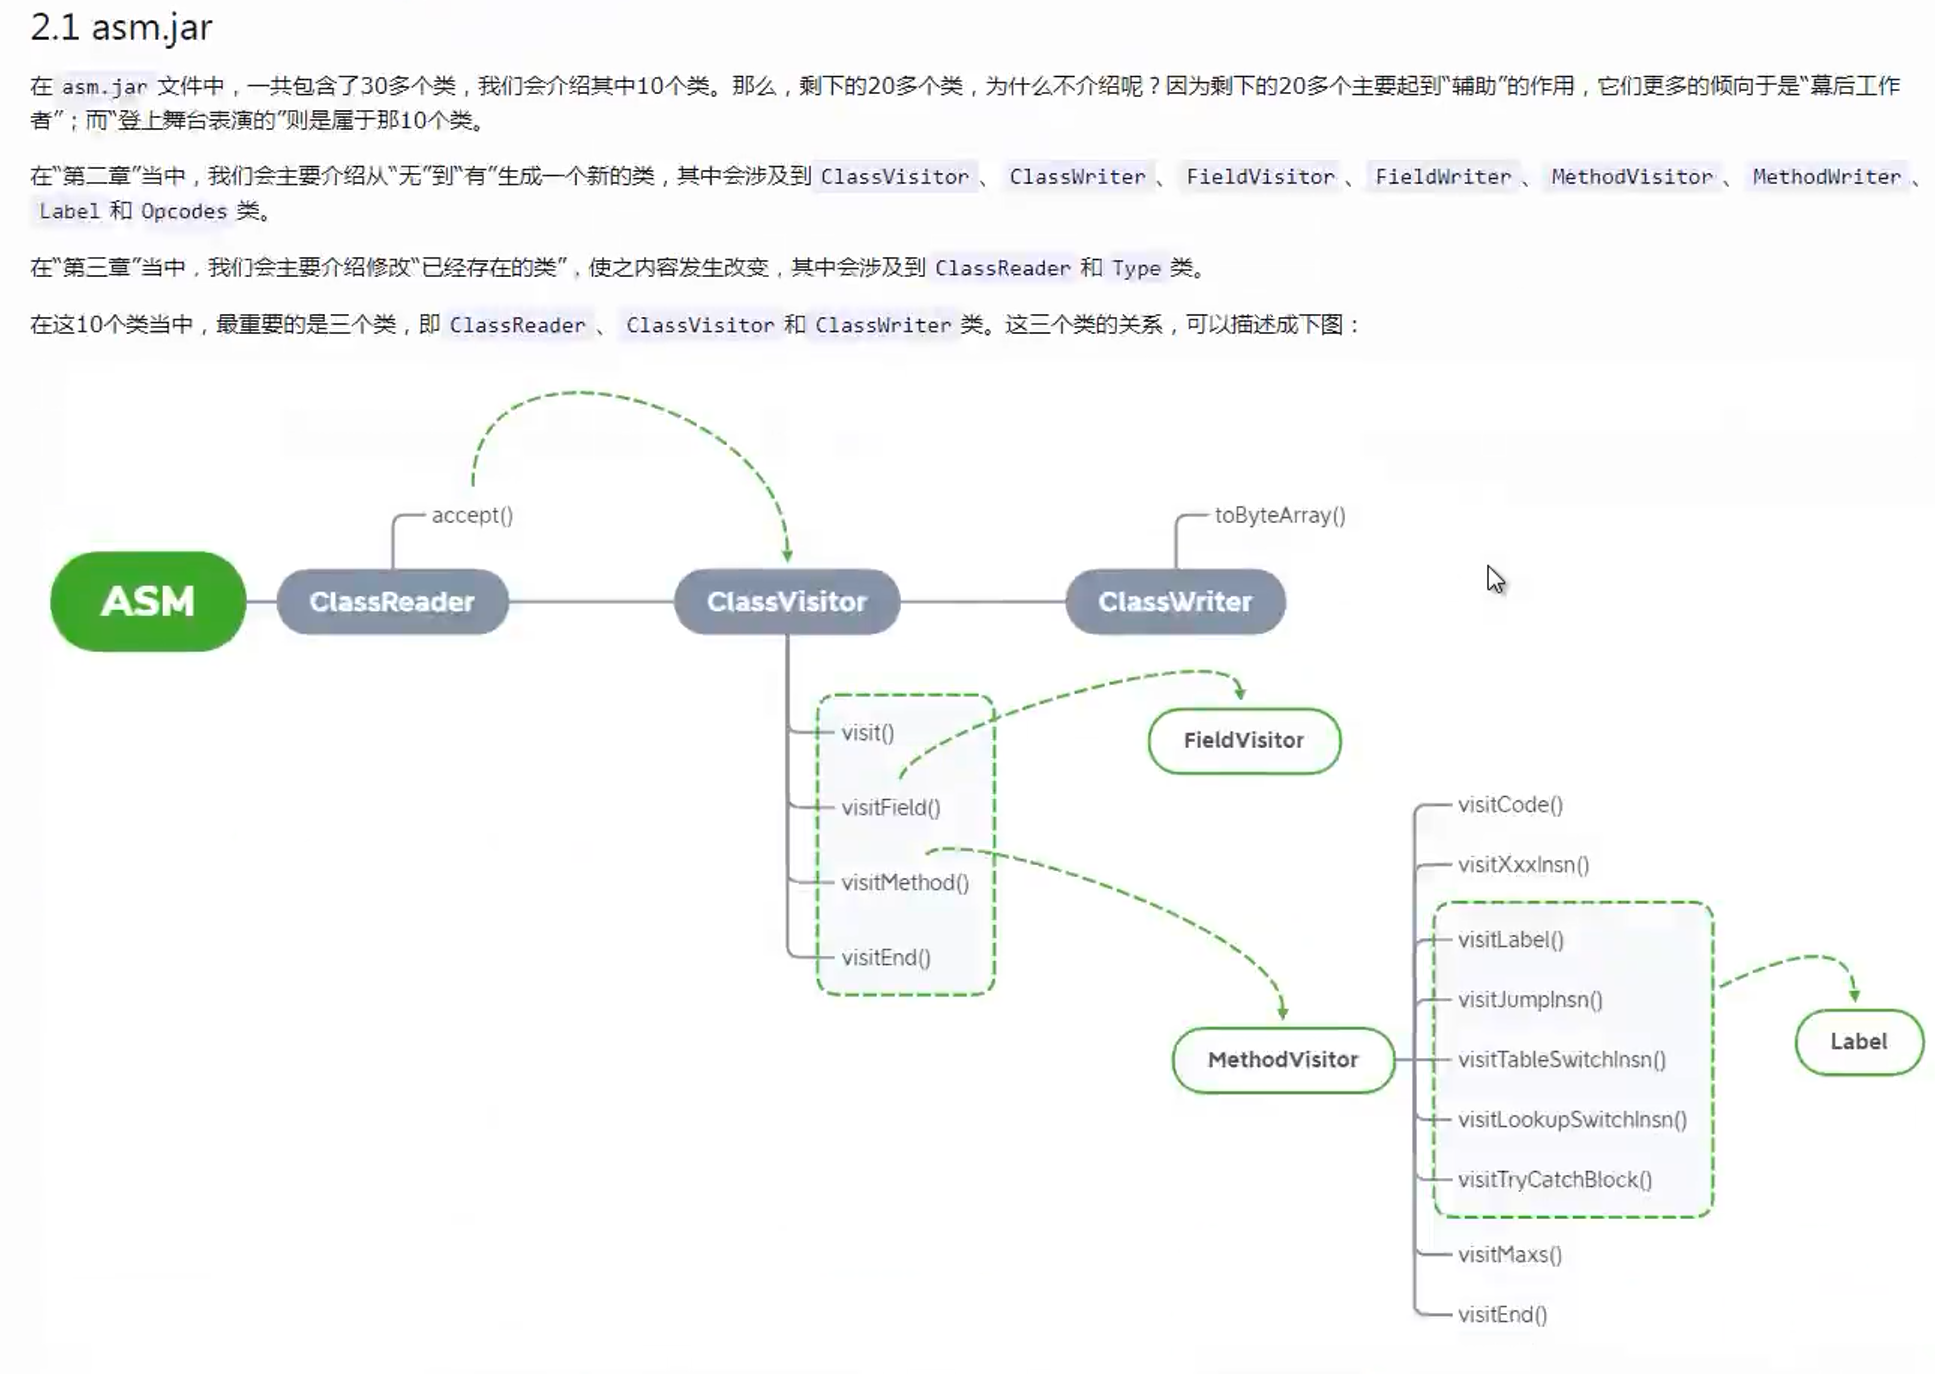 2.1 asm.jar
在 asm.jar 文件中，一共包含了30多个类，我们会介绍其中10个类。那么，剩下的20多个类，为什么不介绍呢？因为剩下的20多个主要起到“辅助”的作用，它们更多的倾向于是“幕后工作
者”；而“登上舞台表演的”则是属于那10个类。
在“第二章”当中，我们会主要介绍从“无”到“有”生成一个新的类，其中会涉及到 ClassVisitor 、 ClassWriter 、 FieldVisitor 、 FieldWriter 、 MethodVisitor 、 MethodWriter 、
Label 和 Opcodes 类。
在“第三章”当中，我们会主要介绍修改“已经存在的类”，使之内容发生改变，其中会涉及到 ClassReader 和 Type 类。
在这10个类当中，最重要的是三个类，即 ClassReader 、 ClassVisitor 和 ClassWriter 类。这三个类的关系，可以描述成下图：
accept()
toByteArray()
ASM
ClassReader
ClassVisitor
ClassWriter
visit()
visitField()
visitMethod()
visitEnd()
FieldVisitor
MethodVisitor
visitCode()
visitXxxInsn()
visitLabel()
visitJumpInsn()
visitTableSwitchInsn()
visitLookupSwitchInsn()
visitTryCatchBlock()
visitMaxs()
visitEnd()
Label